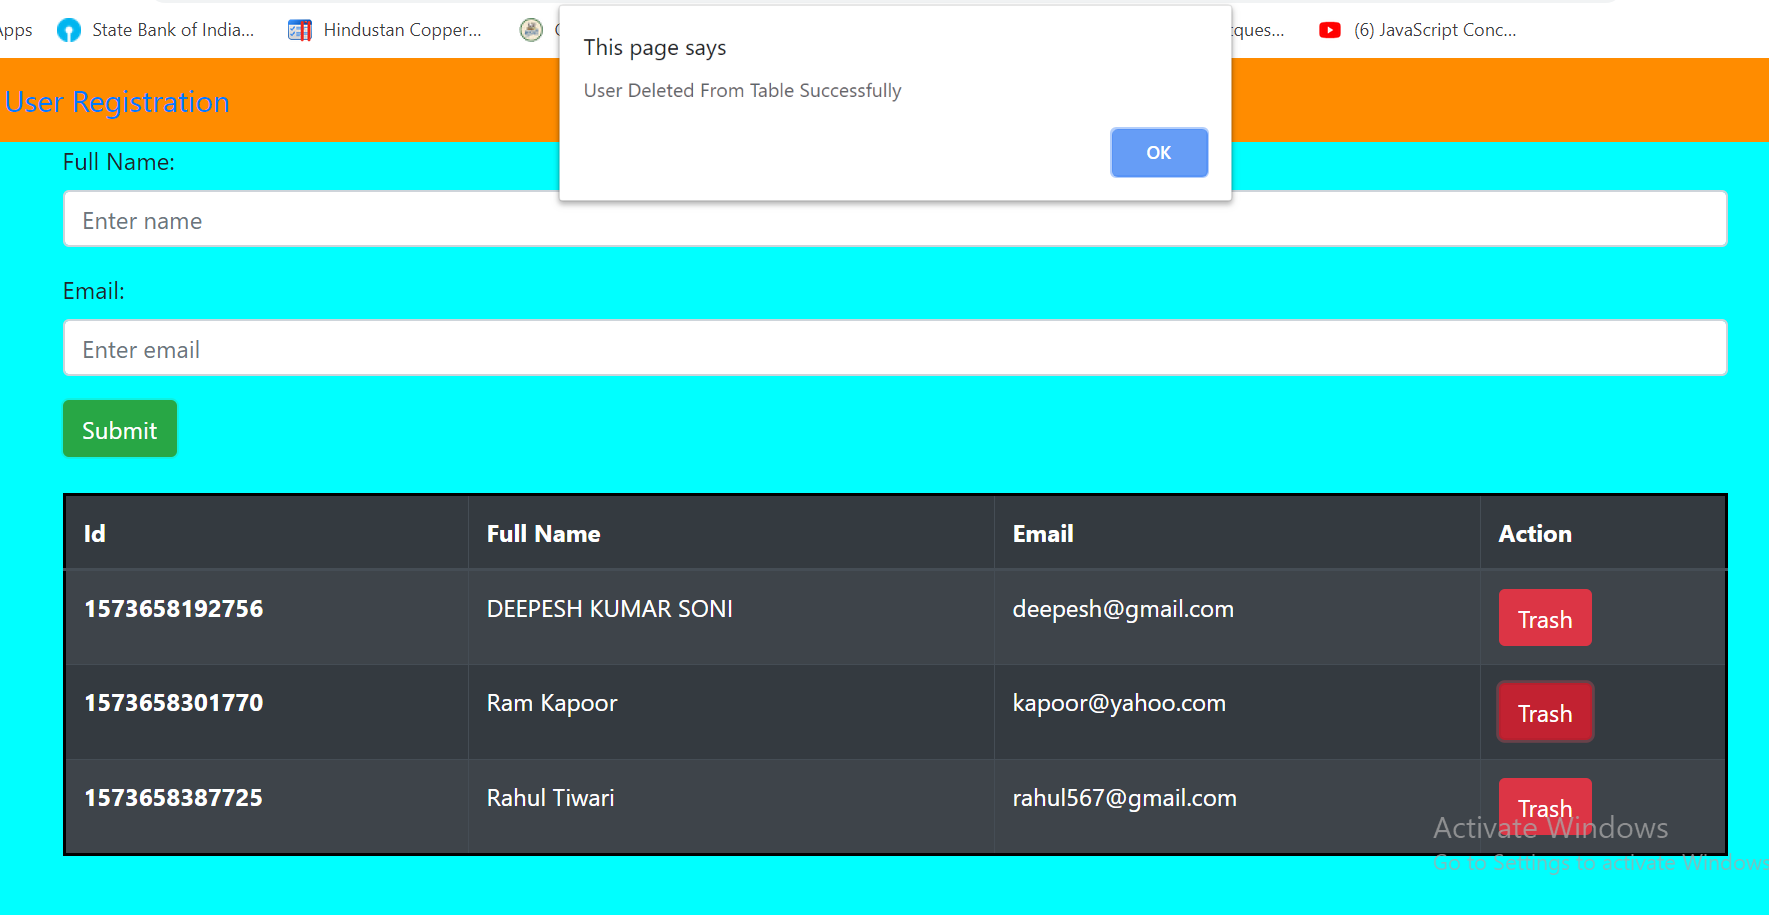 State Bank of India...
Hindustan Copper...
(6) JavaScript Conc...
This page says
User Deleted From Table Successfully
OK
User Registration
Full Name:
Enter name
Email:
Enter email
Submit
Id Full Name Email Action
1573658192756 DEEPESH KUMAR SONI deepesh@gmail.com Trash
1573658301770 Ram Kapoor kapoor@yahoo.com Trash
1573658387725 Rahul Tiwari rahul567@gmail.com Trash
Activate Windows
Go to Settings to activate Windows